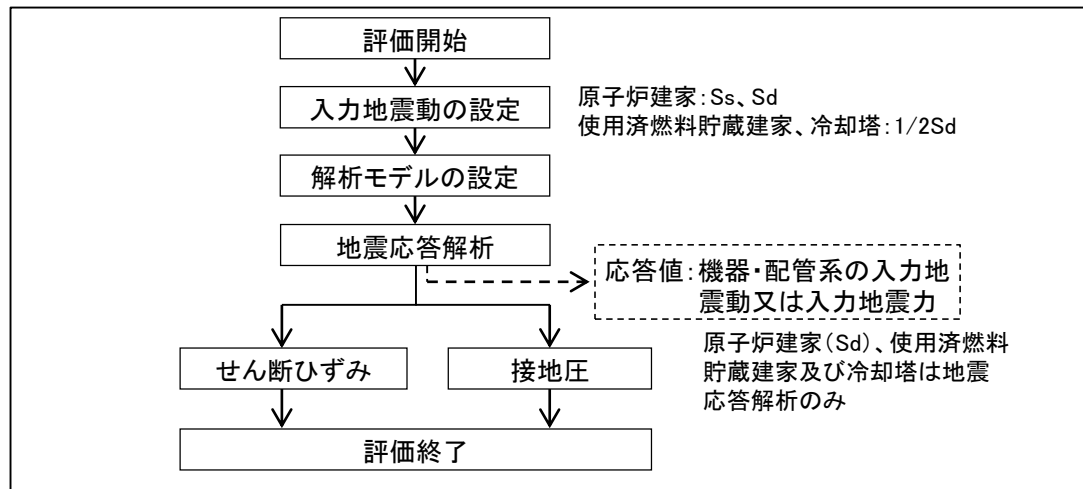 評価開始
入力地震動の設定
原子炉建家：Ss、Sd
使用済燃料貯蔵建家、冷却塔：1/2Sd
解析モデルの設定
地震応答解析
応答値：機器・配管系の入力地
震動又は入力地震力
原子炉建家（Sd）、使用済燃料
貯蔵建家及び冷却塔は地震
応答解析のみ
せん断ひずみ
接地圧
評価終了